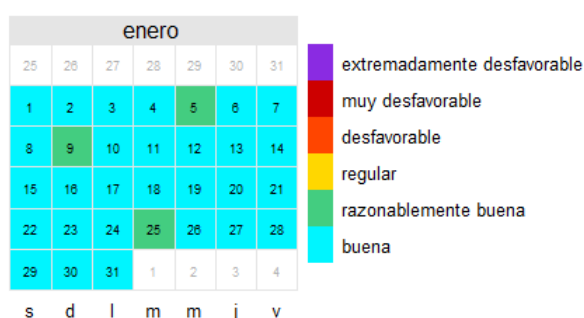 enero
25 26 27 28 29 30 31
1 2 3 4 5 6 7
8 9 10 11 12 13 14
15 16 17 18 19 20 21
22 23 24 25 26 27 28
29 30 31 1 2 3 4
s d l m m j v
extremadamente desfavorable
muy desfavorable
desfavorable
regular
razonablemente buena
buena